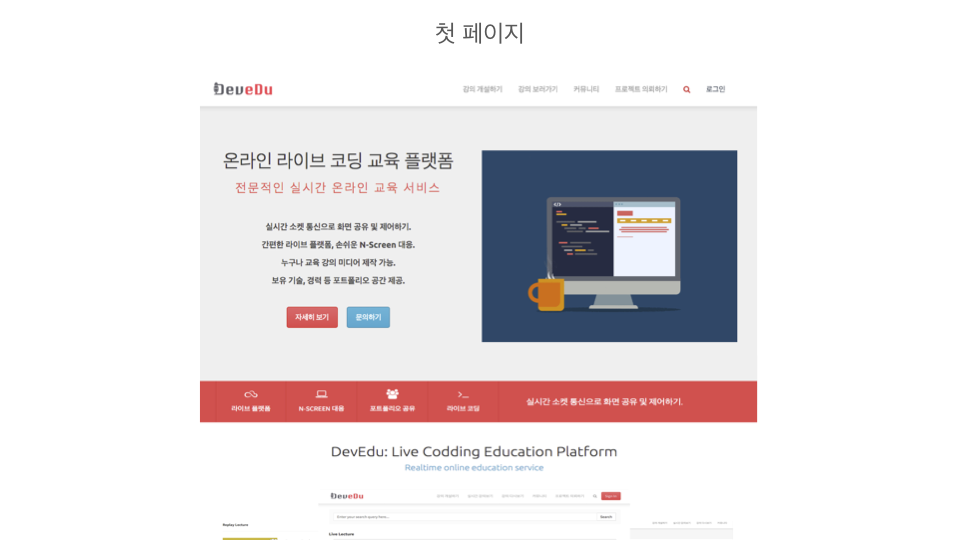 첫 페이지
DevEdu
강의 개설하기 강의 보러가기 커뮤니티 프로젝트 의뢰하기 로그인
온라인 라이브 코딩 교육 플랫폼
전문적인 실시간 온라인 교육 서비스
실시간 소켓 통신으로 화면 공유 및 제어하기.
간편한 라이브 플랫폼, 손쉬운 N-Screen 대응.
누구나 교육 강의 미디어 제작 가능.
보유 기술, 경력 등 포트폴리오 공간 제공.
자세히 보기 문의하기
라이브 플랫폼 N-SCREEN 대응 포트폴리오 공유 라이브 코딩 실시간 소켓 통신으로 화면 공유 및 제어하기.
DevEdu: Live Codding Education Platform
Realtime online education service
DevEdu
Enter your search query here... Search
Replay Lecture
Live Lecture